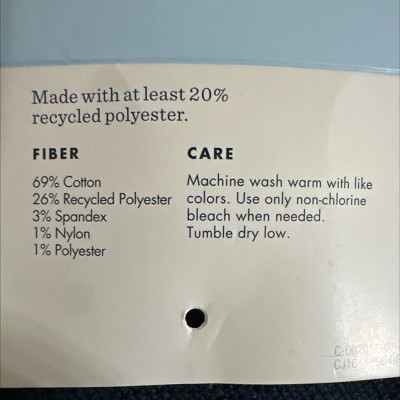 Made with at least 20%
recycled polyester.
FIBER
69% Cotton
26% Recycled Polyester
3% Spandex
1% Nylon
1% Polyester
CARE
Machine wash warm with like
colors. Use only non-chlorine
bleach when needed.
Tumble dry low.